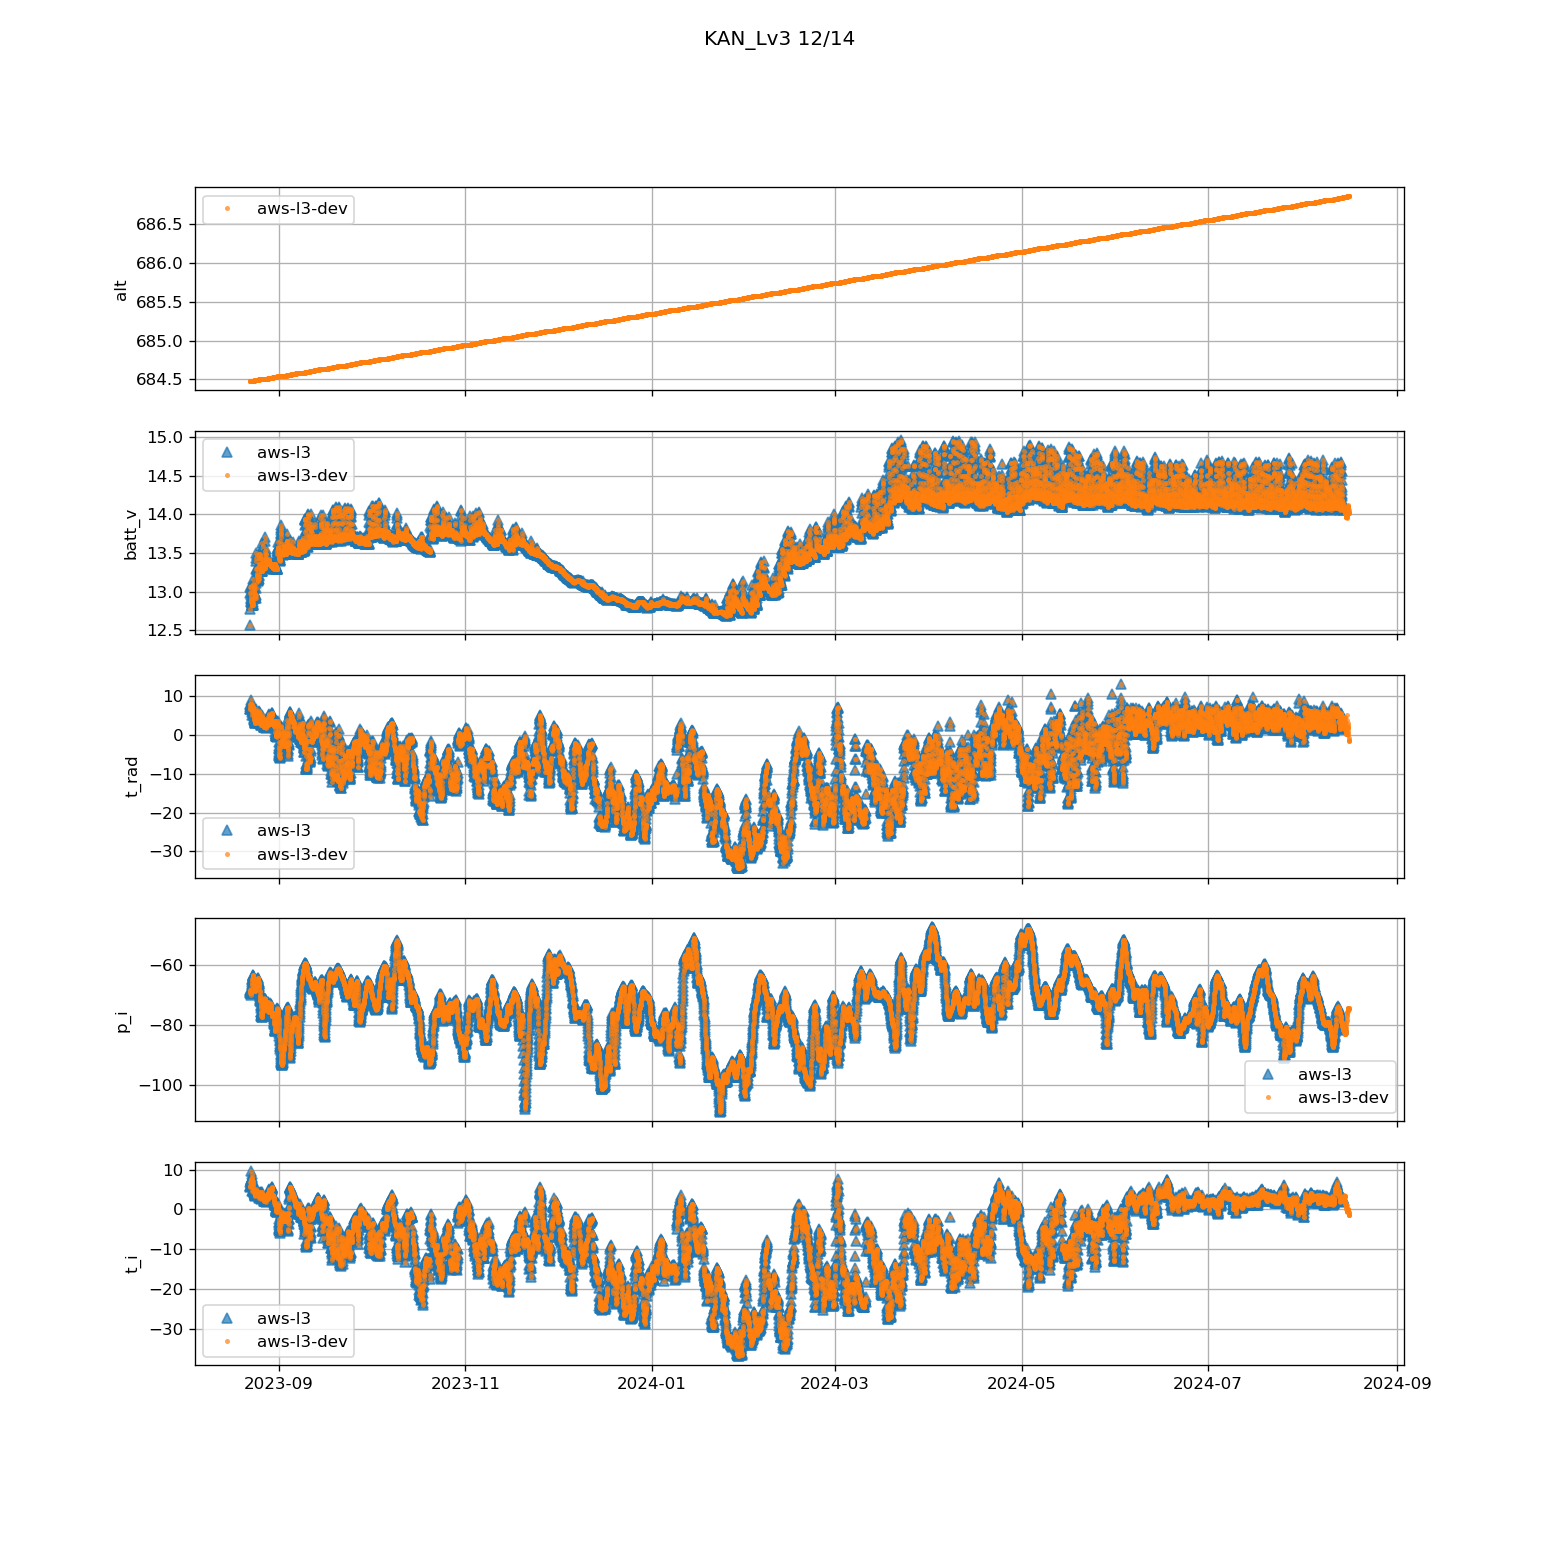 KAN_Lv3 12/14
alt
686.5
686.0
685.5
685.0
684.5
aws-l3-dev
batt_v
15.0
14.5
14.0
13.5
13.0
12.5
aws-l3
aws-l3-dev
t_rad
10
0
−10
−20
−30
aws-l3
aws-l3-dev
p_i
−60
−80
−100
aws-l3
aws-l3-dev
t_i
10
0
−10
−20
−30
aws-l3
aws-l3-dev
2023-09 2023-11 2024-01 2024-03 2024-05 2024-07 2024-09